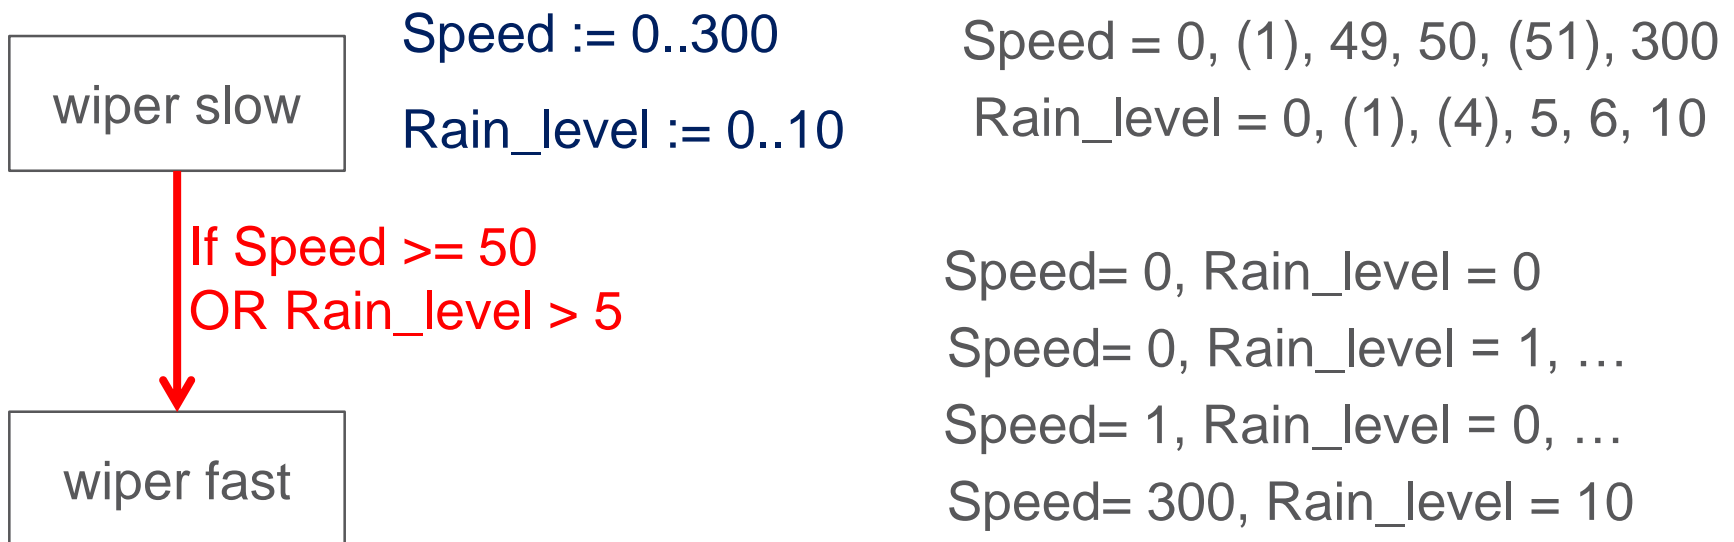 wiper slow
Speed := 0..300
Rain_level := 0..10
If Speed >= 50
OR Rain_level > 5
wiper fast
Speed = 0, (1), 49, 50, (51), 300
Rain_level = 0, (1), (4), 5, 6, 10
Speed= 0, Rain_level = 0
Speed= 0, Rain_level = 1, …
Speed= 1, Rain_level = 0, …
Speed= 300, Rain_level = 10